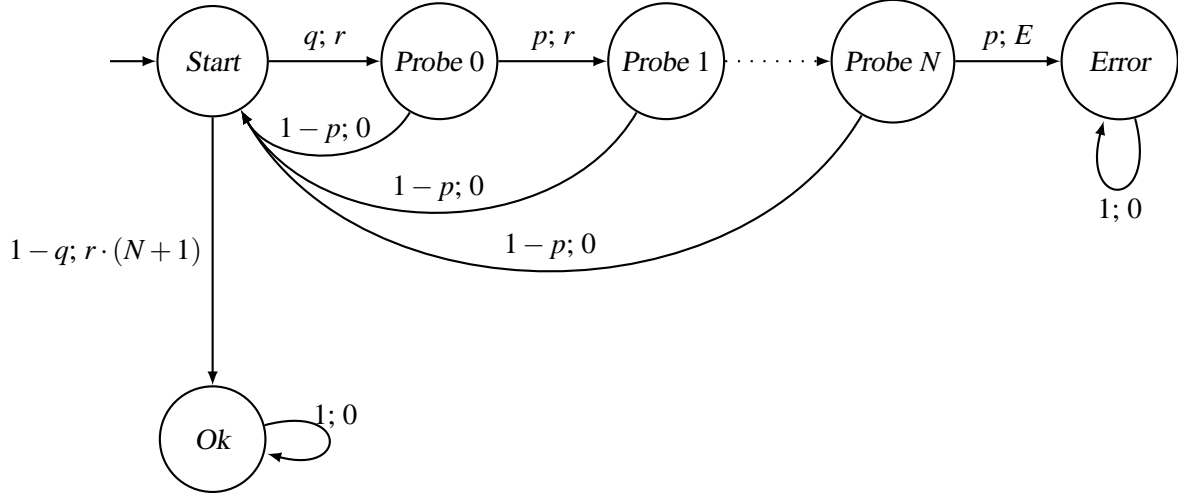 q; r
p; r
p; E
Start
Probe 0
Probe 1
Probe N
Error
1 − p; 0
1 − p; 0
1 − p; 0
1; 0
1 − q; r · (N + 1)
1; 0
Ok